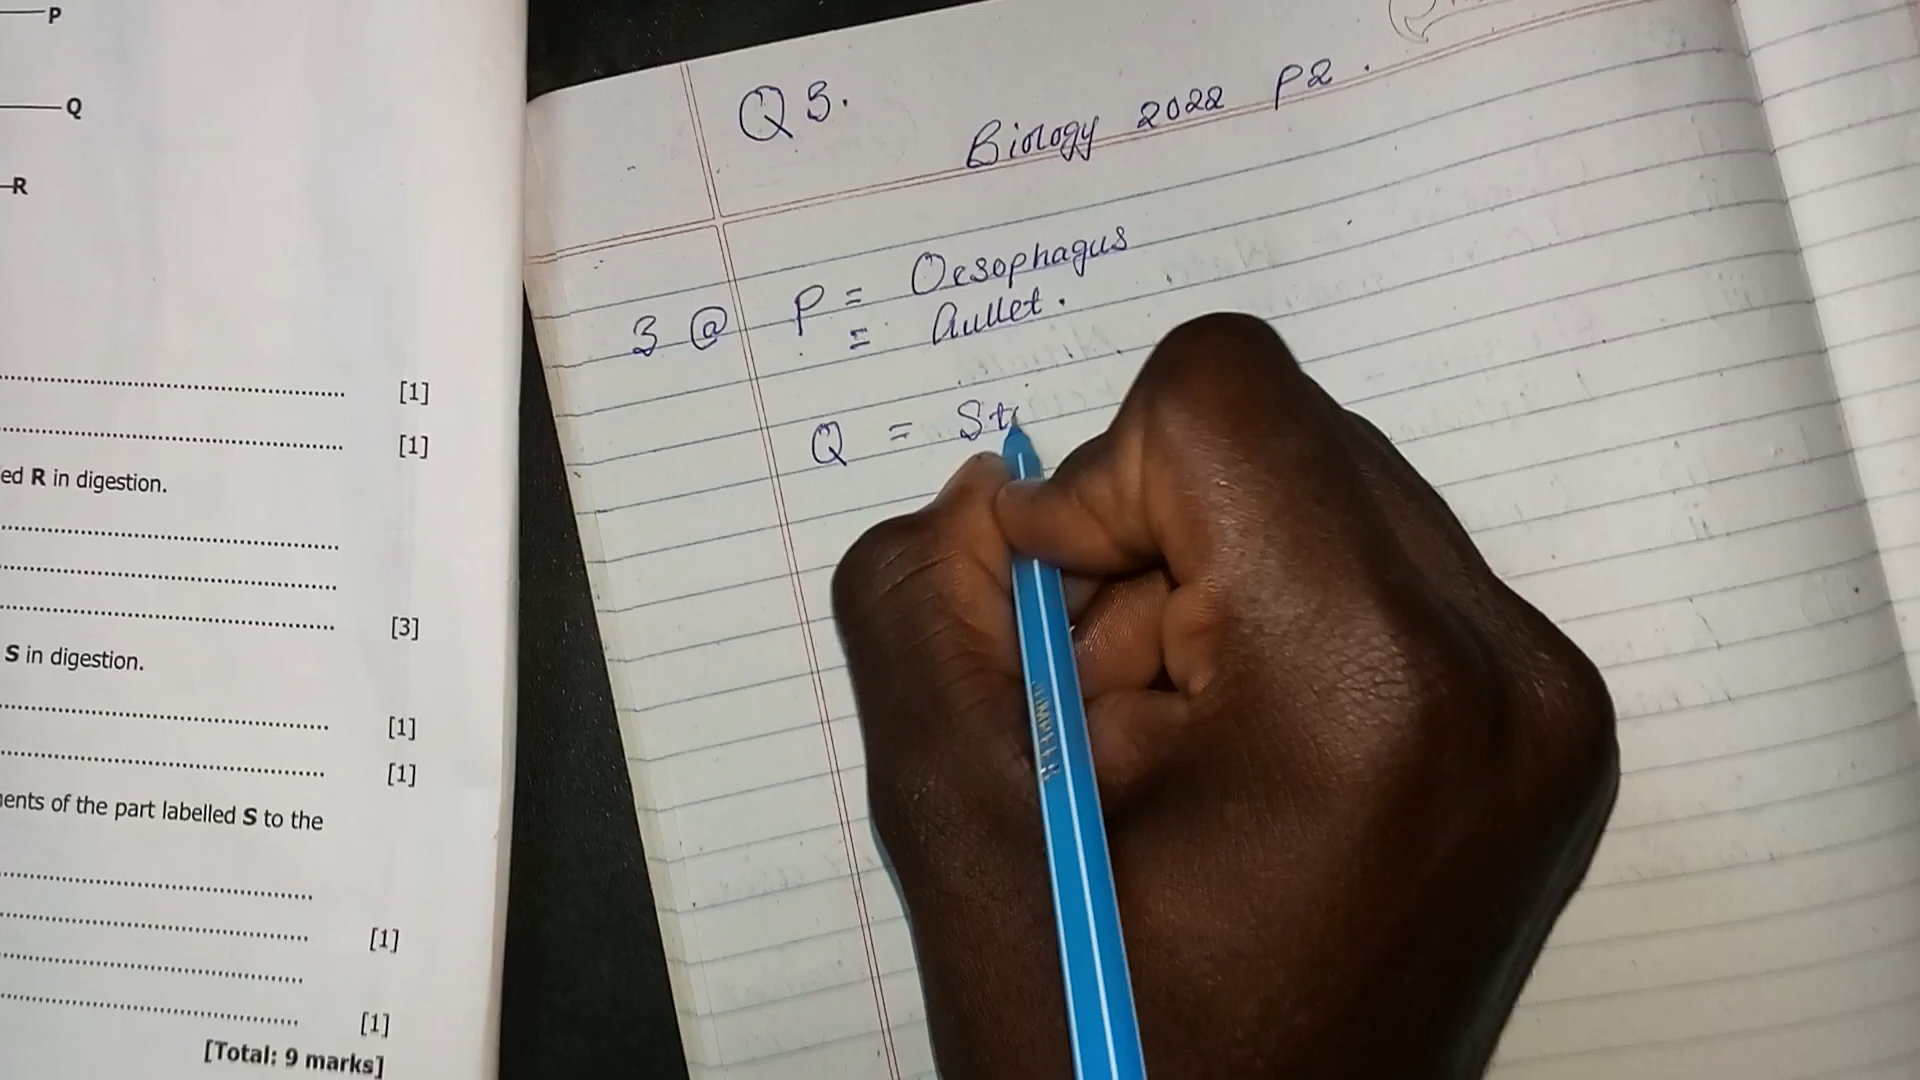 P
Q
R
[1]
[1]
ed R in digestion.
[3]
S in digestion.
[1]
[1]
ents of the part labelled S to the
[1]
[1]
[Total: 9 marks]
Q3.
Biology 2022 P2.
3 @ P = Oesophagus
= Gullet.
Q = St